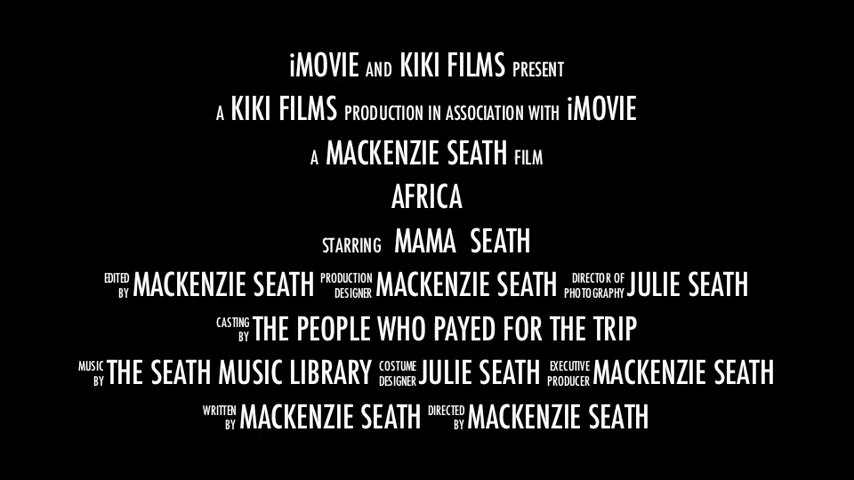 iMOVIE AND KIKI FILMS PRESENT
A KIKI FILMS PRODUCTION IN ASSOCIATION WITH iMOVIE
A MACKENZIE SEATH FILM
AFRICA
STARRING MAMA SEATH
EDITED BY MACKENZIE SEATH PRODUCTION DESIGNER MACKENZIE SEATH DIRECTOR OF PHOTOGRAPHY JULIE SEATH
CASTING BY THE PEOPLE WHO PAYED FOR THE TRIP
MUSIC BY THE SEATH MUSIC LIBRARY COSTUME DESIGNER JULIE SEATH EXECUTIVE PRODUCER MACKENZIE SEATH
WRITTEN BY MACKENZIE SEATH DIRECTED BY MACKENZIE SEATH